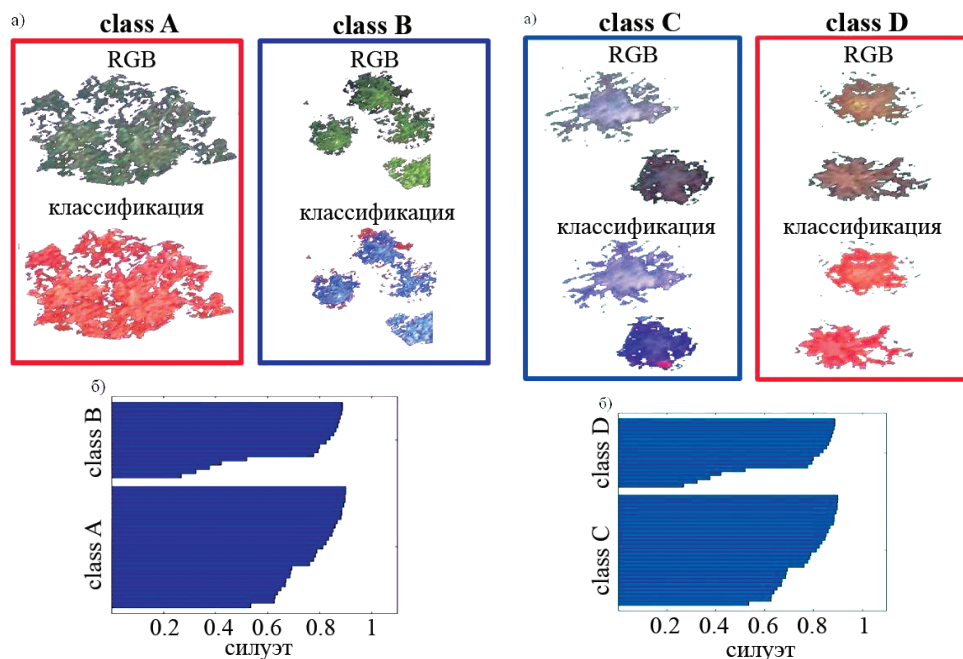 а)
class A
class B
RGB
RGB
классификация
классификация
б)
class B
class A
0.2 0.4 0.6 0.8 1
силуэт
а)
class C
class D
RGB
RGB
классификация
классификация
б)
class D
class C
0.2 0.4 0.6 0.8 1
силуэт